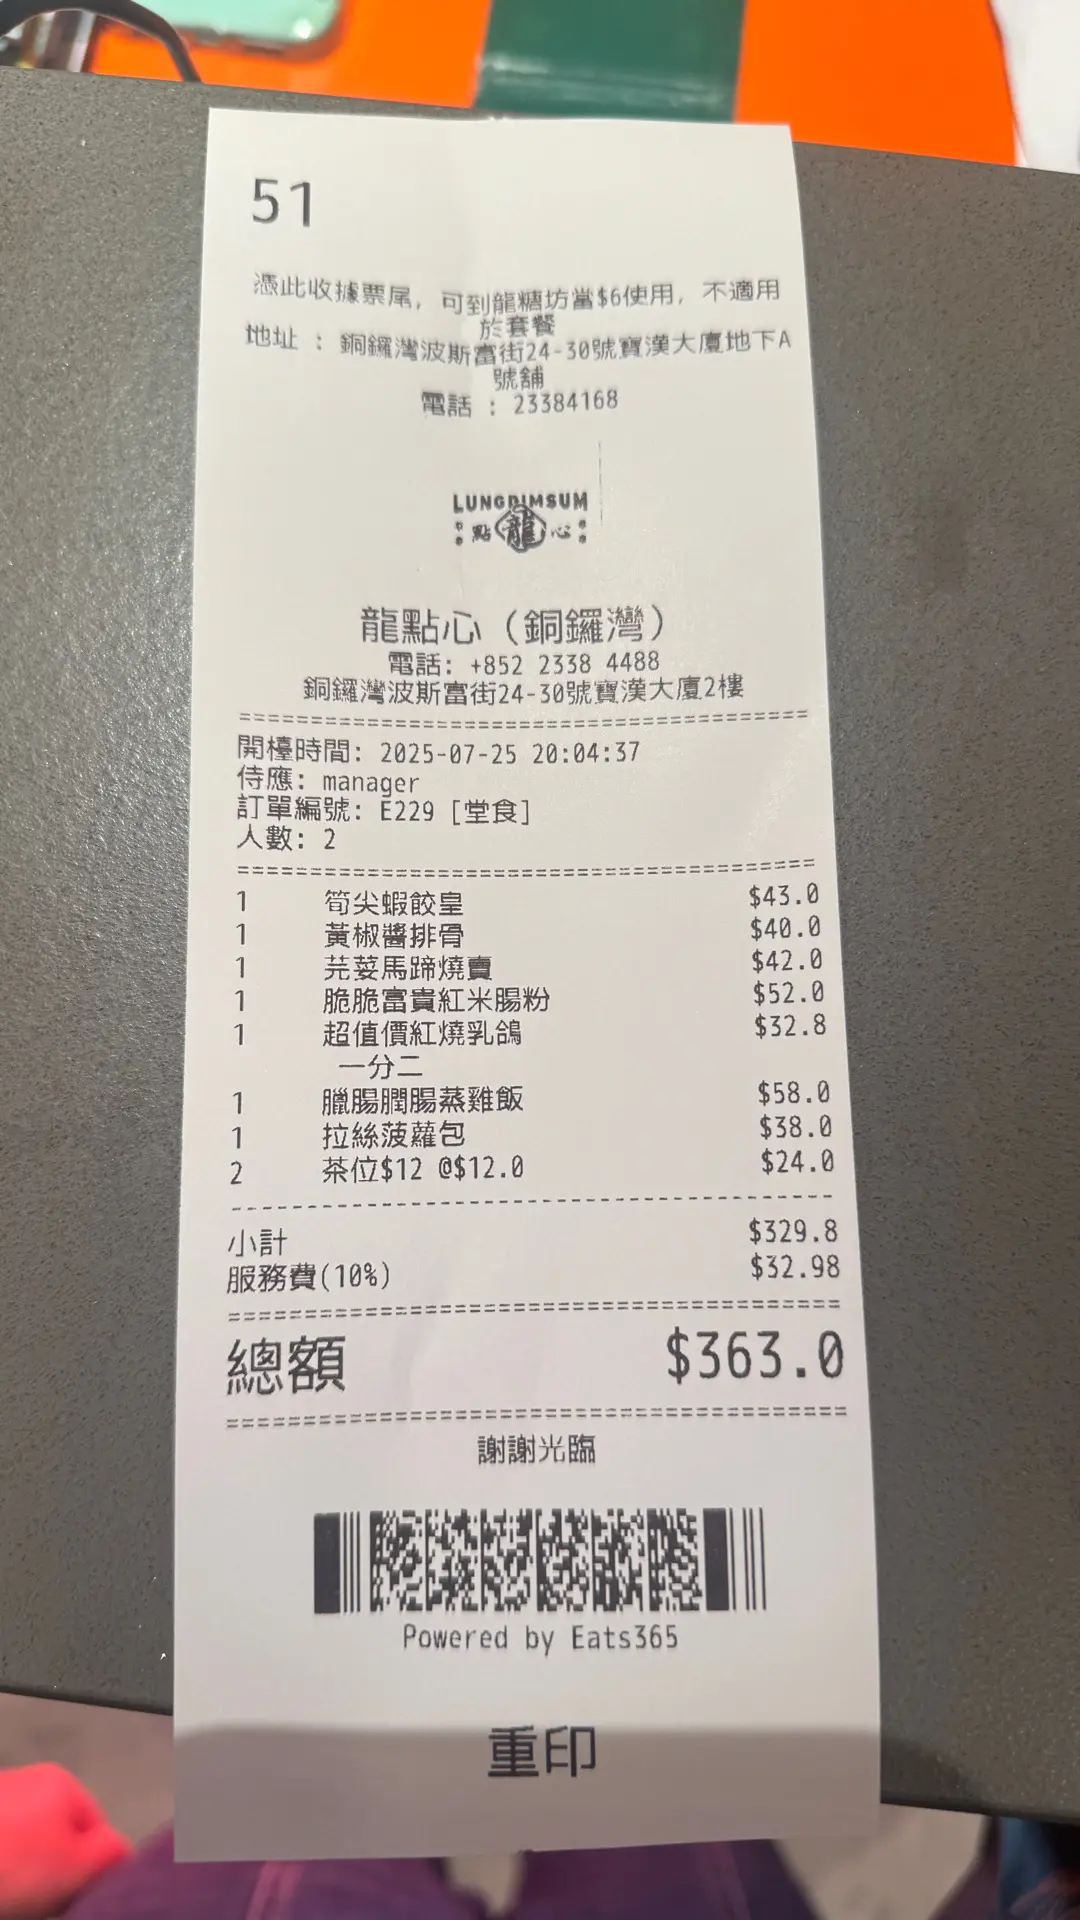 51
憑此收據票尾，可到龍糖坊當$6使用，不適用
於套餐
地址 : 銅鑼灣波斯富街24-30號寶漢大廈地下A
號舖
電話 : 23384168
LUNGDIMSUM
點龍心
龍點心（銅鑼灣）
電話: +852 2338 4488
銅鑼灣波斯富街24-30號寶漢大廈2樓
開檯時間: 2025-07-25 20:04:37
侍應: manager
訂單編號: E229 [堂食]
人數: 2
1 筍尖蝦餃皇 $43.0
1 黃椒醬排骨 $40.0
1 芫荽馬蹄燒賣 $42.0
1 脆脆富貴紅米腸粉 $52.0
1 超值價紅燒乳鴿 $32.8
一分二
1 臘腸膶腸蒸雞飯 $58.0
1 拉絲菠蘿包 $38.0
2 茶位$12 @$12.0 $24.0
小計 $329.8
服務費(10%) $32.98
總額 $363.0
謝謝光臨
Powered by Eats365
重印